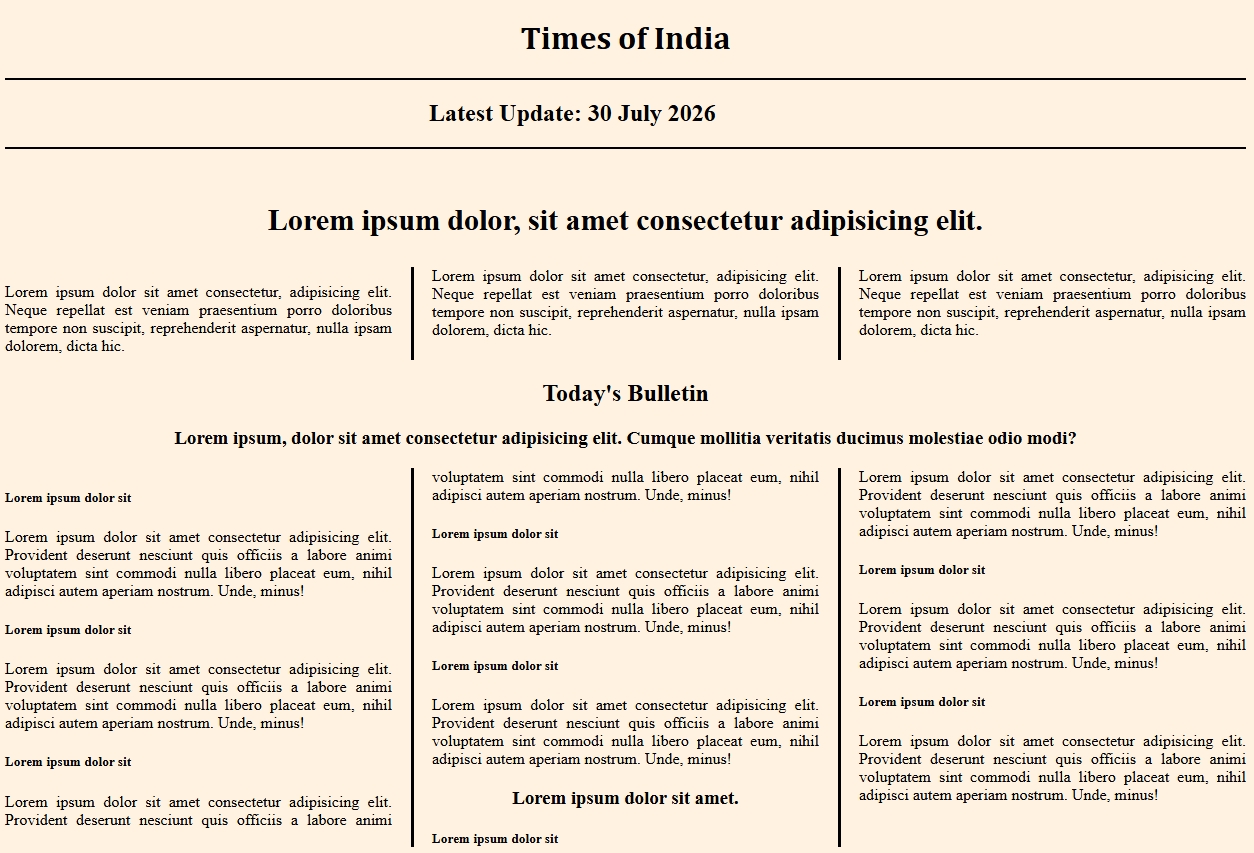 Times of India
Latest Update: 30 July 2026
Lorem ipsum dolor, sit amet consectetur adipisicing elit.
Lorem ipsum dolor sit amet consectetur, adipisicing elit.
Neque repellat est veniam praesentium porro doloribus
tempore non suscipit, reprehenderit aspernatur, nulla ipsam
dolorem, dicta hic.
Lorem ipsum dolor sit amet consectetur, adipisicing elit.
Neque repellat est veniam praesentium porro doloribus
tempore non suscipit, reprehenderit aspernatur, nulla ipsam
dolorem, dicta hic.
Lorem ipsum dolor sit amet consectetur, adipisicing elit.
Neque repellat est veniam praesentium porro doloribus
tempore non suscipit, reprehenderit aspernatur, nulla ipsam
dolorem, dicta hic.
Today's Bulletin
Lorem ipsum, dolor sit amet consectetur adipisicing elit. Cumque mollitia veritatis ducimus molestiae odio modi?
Lorem ipsum dolor sit
Lorem ipsum dolor sit amet consectetur adipisicing elit.
Provident deserunt nesciunt quis officiis a labore animi
voluptatem sint commodi nulla libero placeat eum, nihil
adipisci autem aperiam nostrum. Unde, minus!
Lorem ipsum dolor sit
Lorem ipsum dolor sit amet consectetur adipisicing elit.
Provident deserunt nesciunt quis officiis a labore animi
voluptatem sint commodi nulla libero placeat eum, nihil
adipisci autem aperiam nostrum. Unde, minus!
Lorem ipsum dolor sit
Lorem ipsum dolor sit amet consectetur adipisicing elit.
Provident deserunt nesciunt quis officiis a labore animi
voluptatem sint commodi nulla libero placeat eum, nihil
adipisci autem aperiam nostrum. Unde, minus!
Lorem ipsum dolor sit
Lorem ipsum dolor sit amet consectetur adipisicing elit.
Provident deserunt nesciunt quis officiis a labore animi
voluptatem sint commodi nulla libero placeat eum, nihil
adipisci autem aperiam nostrum. Unde, minus!
Lorem ipsum dolor sit
Lorem ipsum dolor sit amet consectetur adipisicing elit.
Provident deserunt nesciunt quis officiis a labore animi
voluptatem sint commodi nulla libero placeat eum, nihil
adipisci autem aperiam nostrum. Unde, minus!
Lorem ipsum dolor sit amet.
Lorem ipsum dolor sit
Lorem ipsum dolor sit amet consectetur adipisicing elit.
Provident deserunt nesciunt quis officiis a labore animi
voluptatem sint commodi nulla libero placeat eum, nihil
adipisci autem aperiam nostrum. Unde, minus!
Lorem ipsum dolor sit
Lorem ipsum dolor sit amet consectetur adipisicing elit.
Provident deserunt nesciunt quis officiis a labore animi
voluptatem sint commodi nulla libero placeat eum, nihil
adipisci autem aperiam nostrum. Unde, minus!
Lorem ipsum dolor sit
Lorem ipsum dolor sit amet consectetur adipisicing elit.
Provident deserunt nesciunt quis officiis a labore animi
voluptatem sint commodi nulla libero placeat eum, nihil
adipisci autem aperiam nostrum. Unde, minus!